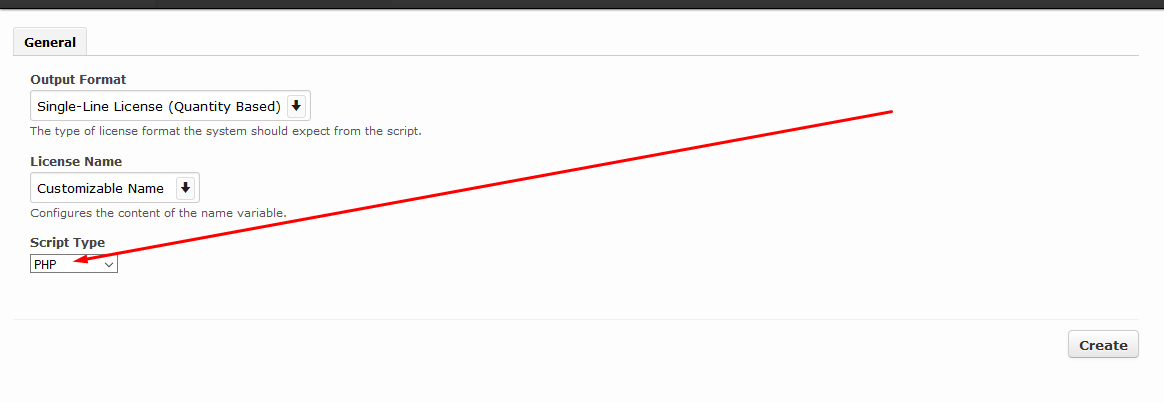 General
Output Format
Single-Line License (Quantity Based)
The type of license format the system should expect from the script.
License Name
Customizable Name
Configures the content of the name variable.
Script Type
PHP
Create